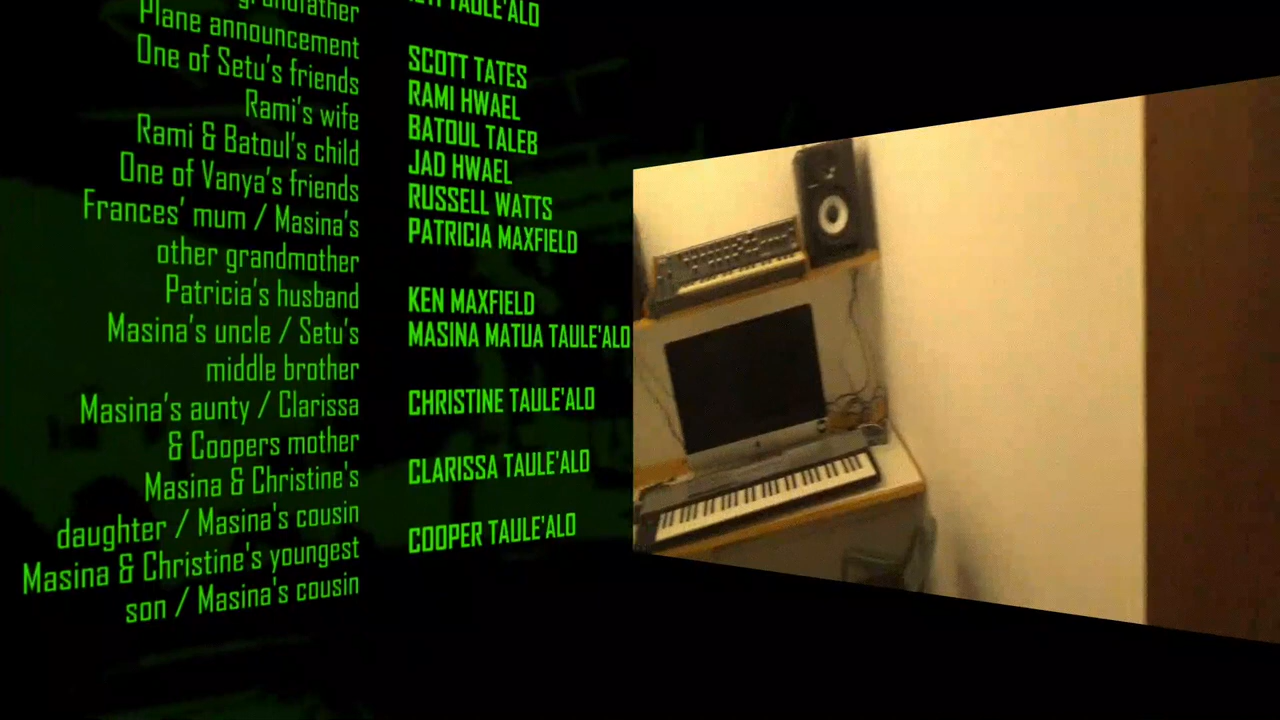 grandfather
TAULE'ALO
Plane announcement
SCOTT TATES
One of Setu's friends
RAMI HWAEL
Rami's wife
BATOUL TALEB
Rami & Batoul's child
JAD HWAEL
One of Vanya's friends
RUSSELL WATTS
Frances' mum / Masina's
other grandmother
PATRICIA MAXFIELD
Patricia's husband
KEN MAXFIELD
Masina's uncle / Setu's
middle brother
MASINA MATUA TAULE'ALO
Masina's aunty / Clarissa
& Coopers mother
CHRISTINE TAULE'ALO
Masina & Christine's
daughter / Masina's cousin
CLARISSA TAULE'ALO
Masina & Christine's youngest
son / Masina's cousin
COOPER TAULE'ALO